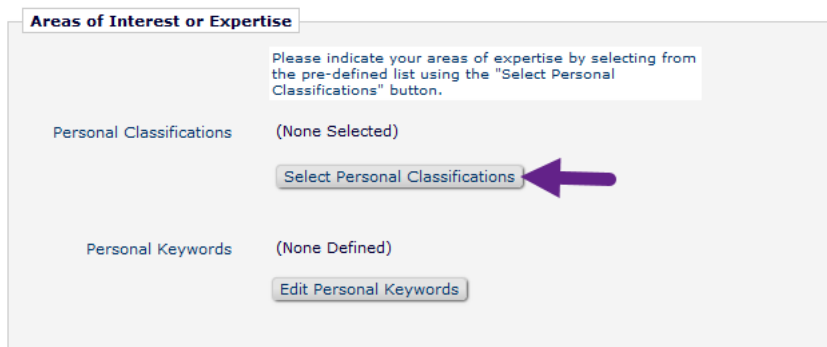 Areas of Interest or Expertise
Please indicate your areas of expertise by selecting from
the pre-defined list using the "Select Personal
Classifications" button.
Personal Classifications (None Selected)
Select Personal Classifications
Personal Keywords (None Defined)
Edit Personal Keywords